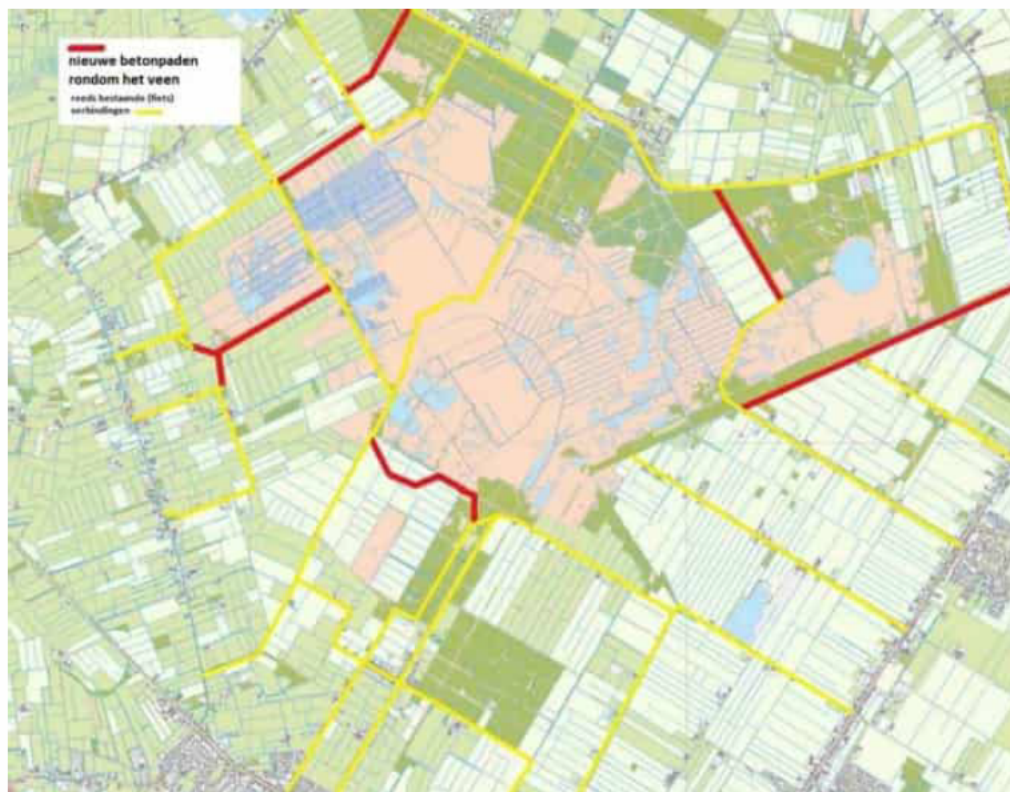 nieuwe betonpaden
rondom het veen
reeds bestaande (fiets)
verbindingen